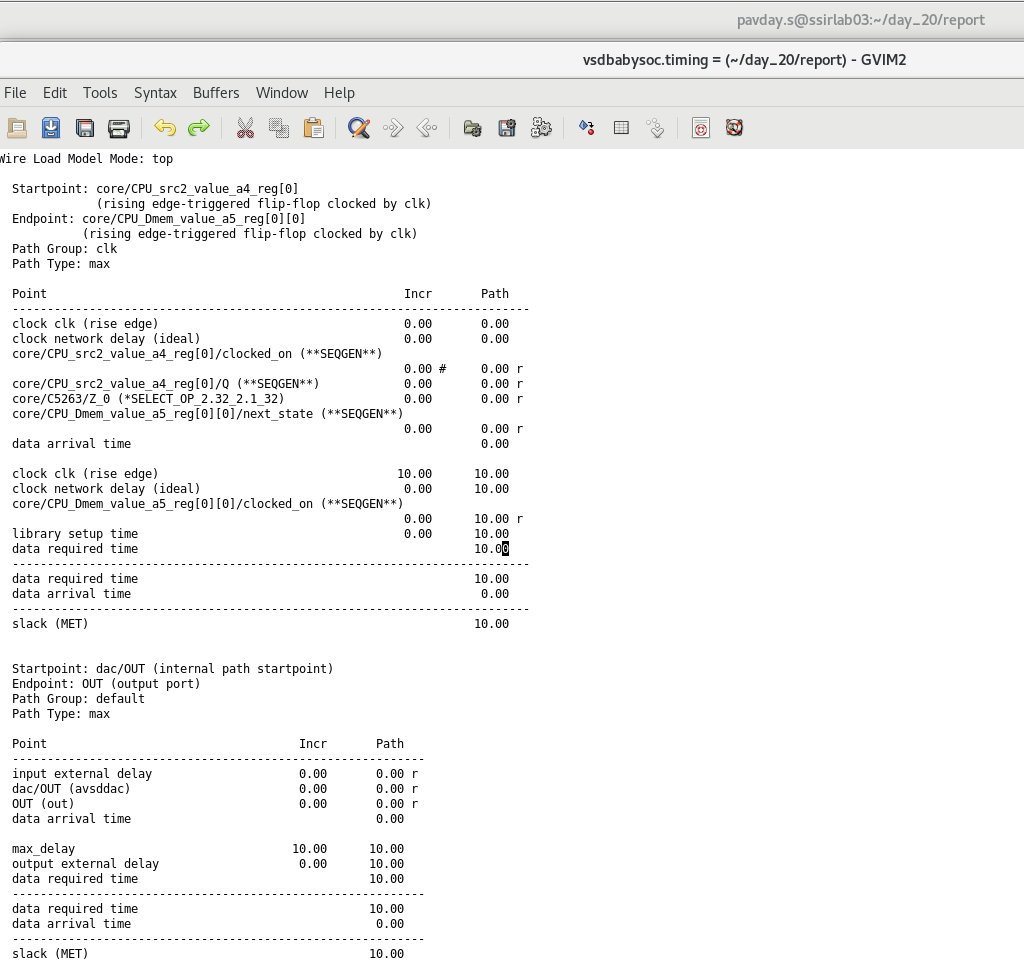 pavday.s@ssirlab03:~/day_20/report
vsdbabysoc.timing = (~/day_20/report) - GVIM2
File Edit Tools Syntax Buffers Window Help
Wire Load Model Mode: top
Startpoint: core/CPU_src2_value_a4_reg[0]
(rising edge-triggered flip-flop clocked by clk)
Endpoint: core/CPU_Dmem_value_a5_reg[0][0]
(rising edge-triggered flip-flop clocked by clk)
Path Group: clk
Path Type: max
Point Incr Path
--------------------------------------------------------------------------
clock clk (rise edge) 0.00 0.00
clock network delay (ideal) 0.00 0.00
core/CPU_src2_value_a4_reg[0]/clocked_on (**SEQGEN**)
0.00 # 0.00 r
core/CPU_src2_value_a4_reg[0]/Q (**SEQGEN**) 0.00 0.00 r
core/C5263/Z_0 (*SELECT_OP_2.32_2.1_32) 0.00 0.00 r
core/CPU_Dmem_value_a5_reg[0][0]/next_state (**SEQGEN**)
0.00 0.00 r
data arrival time 0.00
clock clk (rise edge) 10.00 10.00
clock network delay (ideal) 0.00 10.00
core/CPU_Dmem_value_a5_reg[0][0]/clocked_on (**SEQGEN**)
0.00 10.00 r
library setup time 0.00 10.00
data required time 10.00
--------------------------------------------------------------------------
data required time 10.00
data arrival time 0.00
--------------------------------------------------------------------------
slack (MET) 10.00
Startpoint: dac/OUT (internal path startpoint)
Endpoint: OUT (output port)
Path Group: default
Path Type: max
Point Incr Path
-----------------------------------------------------------
input external delay 0.00 0.00 r
dac/OUT (avsddac) 0.00 0.00 r
OUT (out) 0.00 0.00 r
data arrival time 0.00
max_delay 10.00 10.00
output external delay 0.00 10.00
data required time 10.00
-----------------------------------------------------------
data required time 10.00
data arrival time 0.00
-----------------------------------------------------------
slack (MET) 10.00